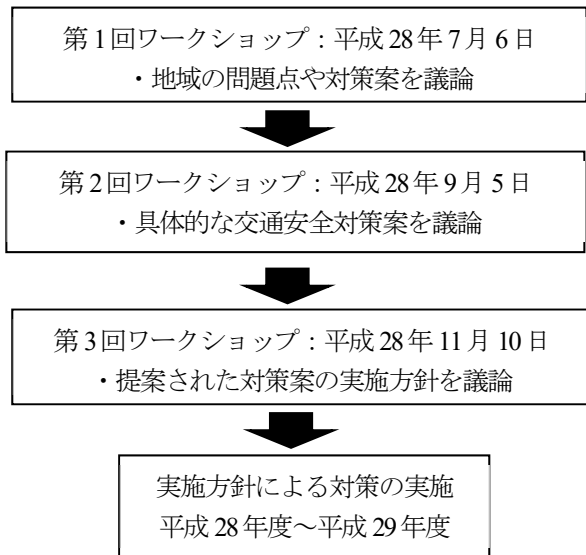 第1回ワークショップ：平成28年7月6日
・地域の問題点や対策案を議論
第2回ワークショップ：平成28年9月5日
・具体的な交通安全対策案を議論
第3回ワークショップ：平成28年11月10日
・提案された対策案の実施方針を議論
実施方針による対策の実施
平成28年度～平成29年度